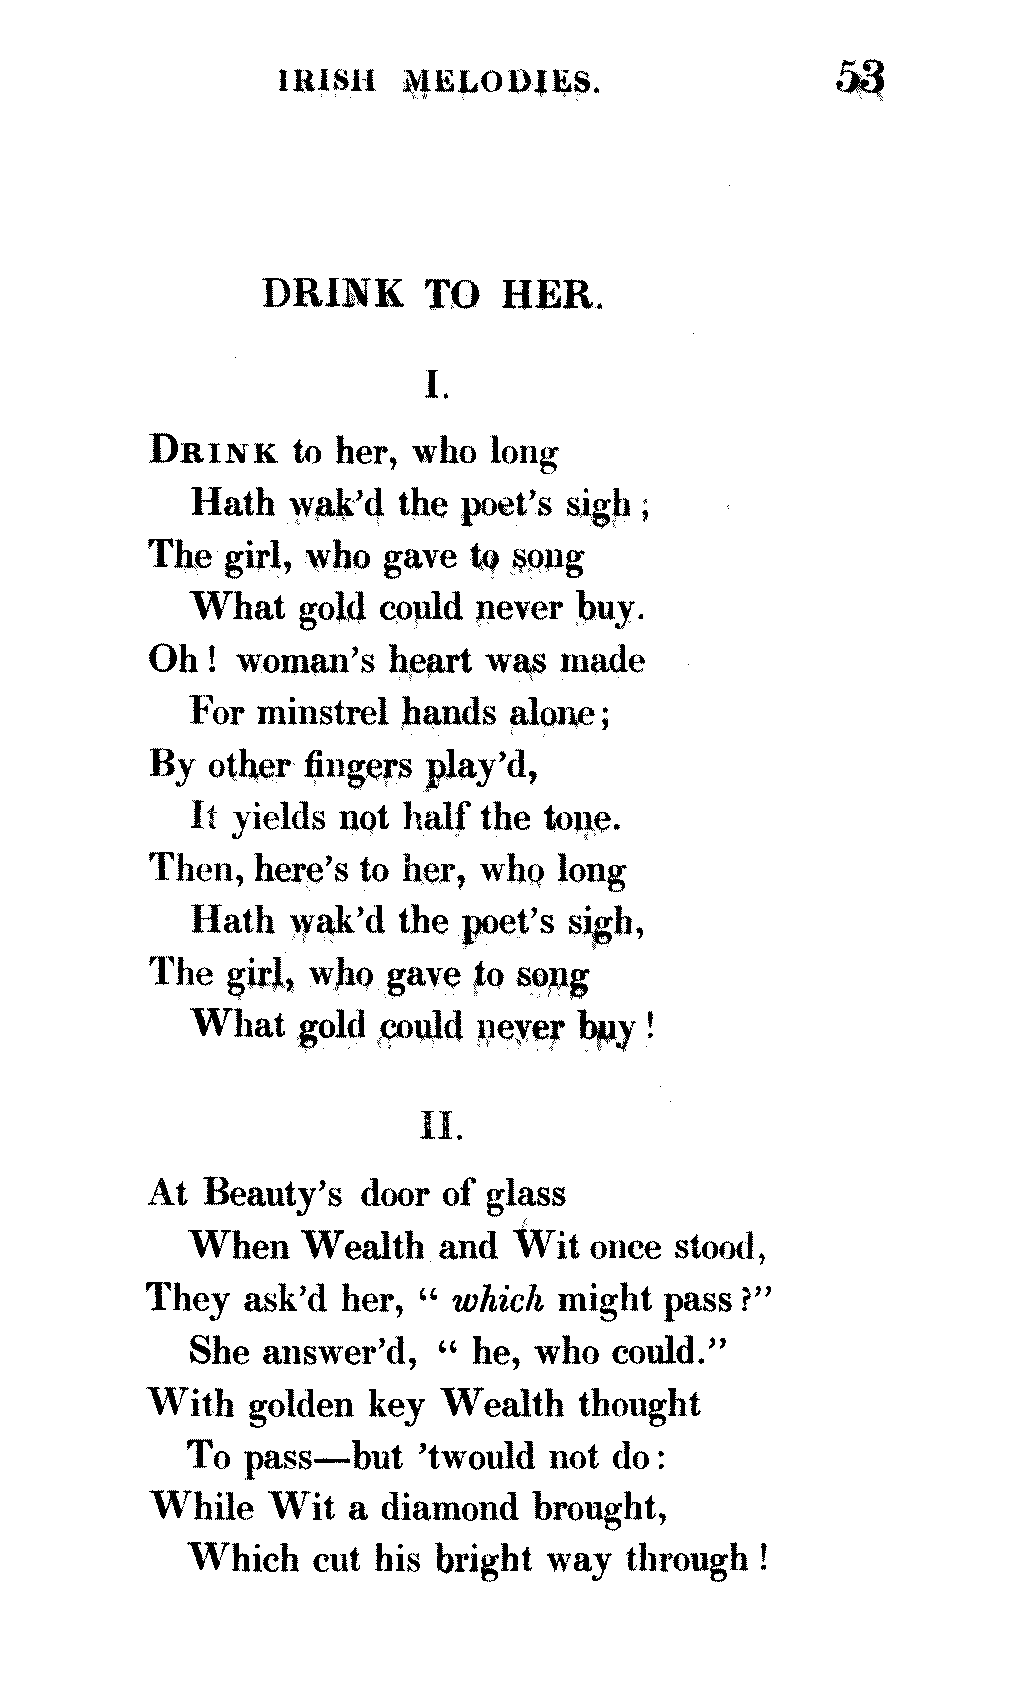 IRISH MELODIES. 53
DRINK TO HER.
I.
DRINK to her, who long
Hath wak'd the poet's sigh;
The girl, who gave to song
What gold could never buy.
Oh! woman's heart was made
For minstrel hands alone;
By other fingers play'd,
It yields not half the tone.
Then, here's to her, who long
Hath wak'd the poet's sigh,
The girl, who gave to song
What gold could never buy!
II.
At Beauty's door of glass
When Wealth and Wit once stood,
They ask'd her, “ which might pass?”
She answer'd, “ he, who could.”
With golden key Wealth thought
To pass—but 'twould not do:
While Wit a diamond brought,
Which cut his bright way through!